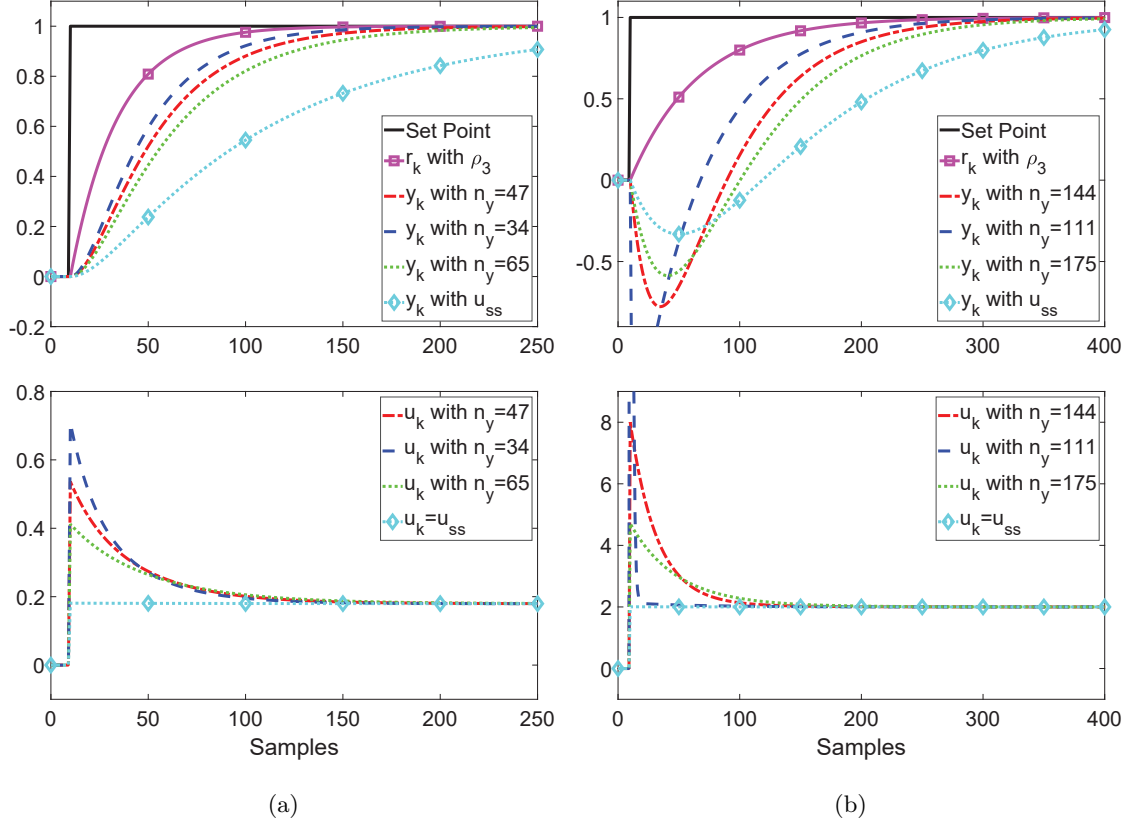 1
0.8
0.6
0.4
0.2
0
-0.2
Set Point
r_k with ρ_3
y_k with n_y=47
y_k with n_y=34
y_k with n_y=65
y_k with u_ss
0 50 100 150 200 250
1
0.5
0
-0.5
Set Point
r_k with ρ_3
y_k with n_y=144
y_k with n_y=111
y_k with n_y=175
y_k with u_ss
0 100 200 300 400
0.8
0.6
0.4
0.2
0
u_k with n_y=47
u_k with n_y=34
u_k with n_y=65
u_k=u_ss
0 50 100 150 200 250
Samples
8
6
4
2
0
u_k with n_y=144
u_k with n_y=111
u_k with n_y=175
u_k=u_ss
0 100 200 300 400
Samples
(a)
(b)